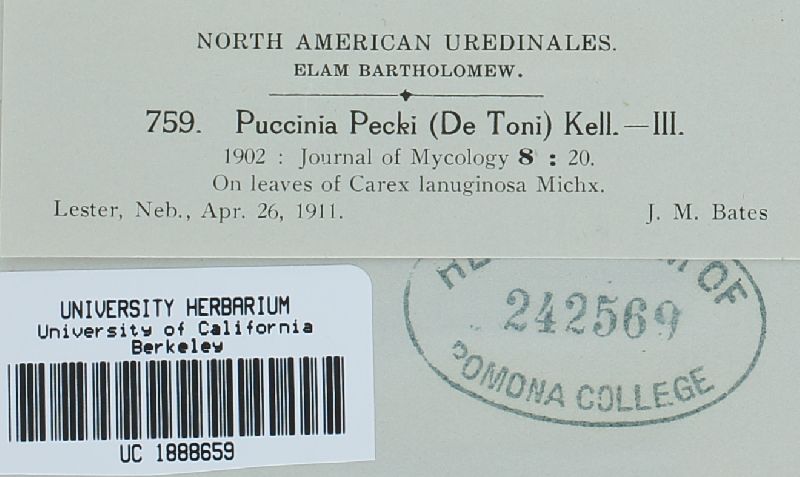 NORTH AMERICAN UREDINALES.
ELAM BARTHOLOMEW.
759. Puccinia Pecki (De Toni) Kell.—III.
1902 : Journal of Mycology 8 : 20.
On leaves of Carex lanuginosa Michx.
Lester, Neb., Apr. 26, 1911. J. M. Bates
UNIVERSITY HERBARIUM
University of California
Berkeley
UC 1888659
OF
242569
POMONA COLLEGE